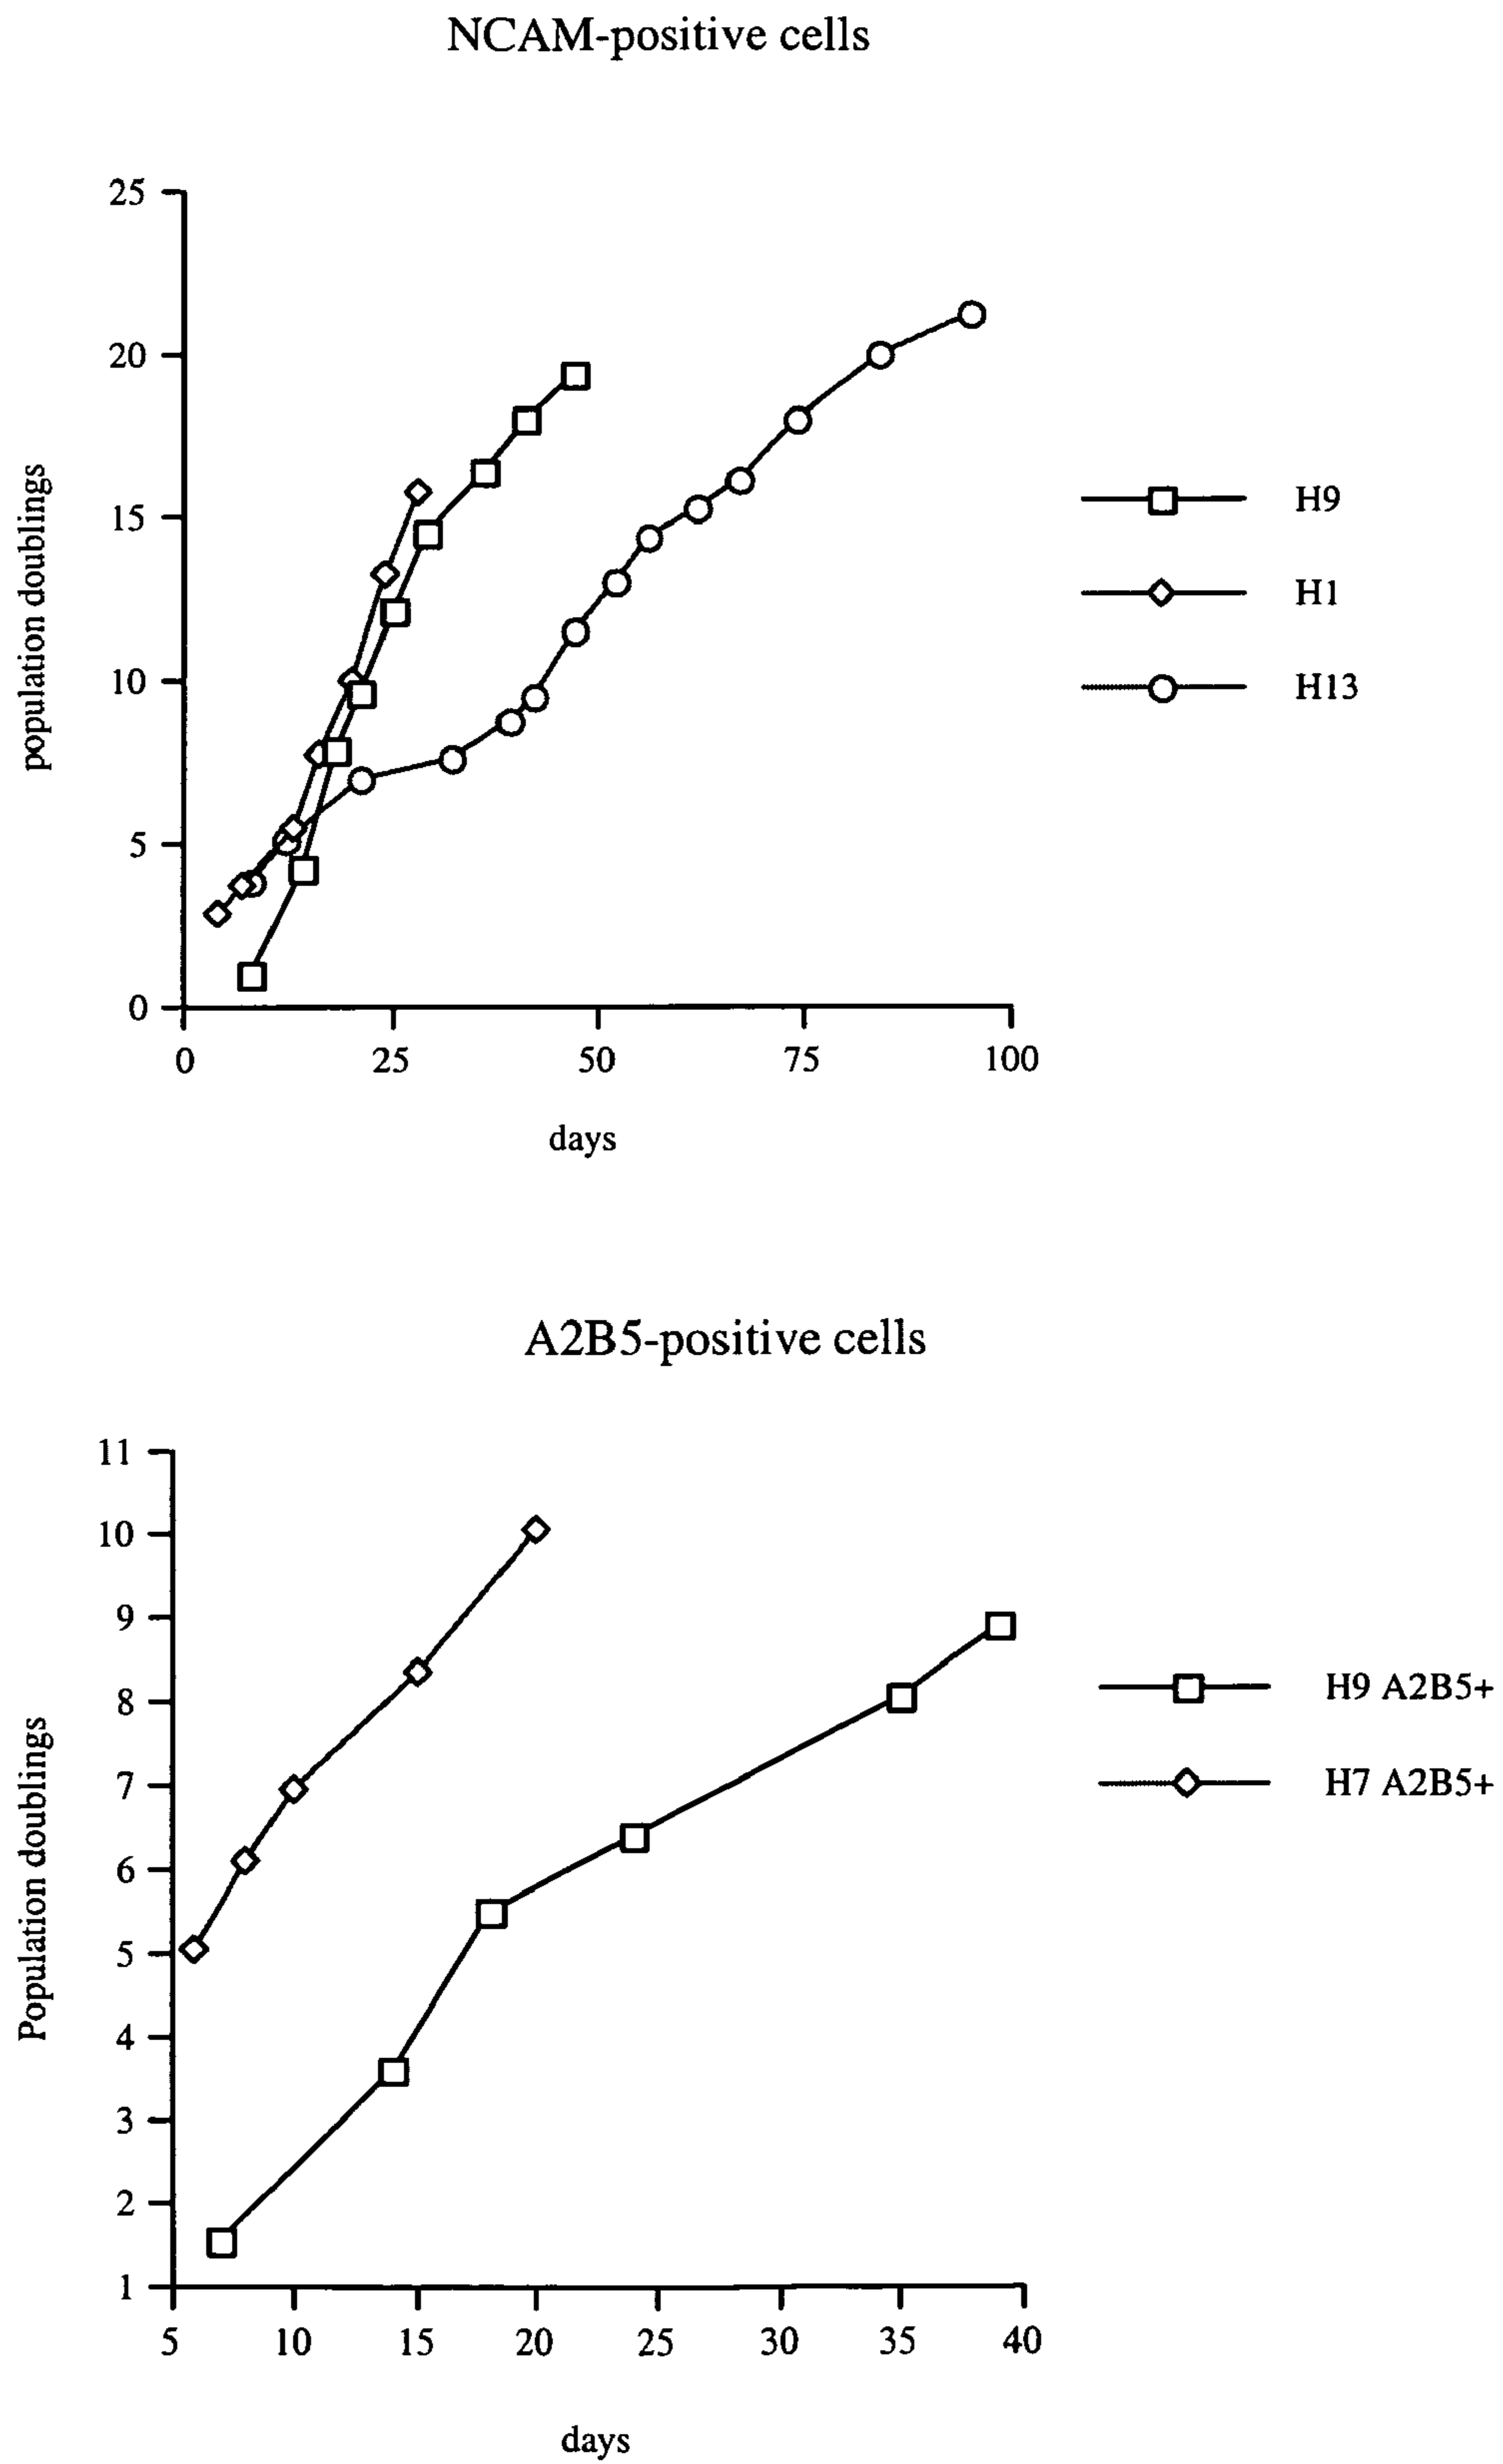 NCAM-positive cells
25
20
15
10
5
0
population doublings
0 25 50 75 100
days
H9
H1
H13
A2B5-positive cells
11
10
9
8
7
6
5
4
3
2
1
Population doublings
5 10 15 20 25 30 35 40
days
H9 A2B5+
H7 A2B5+